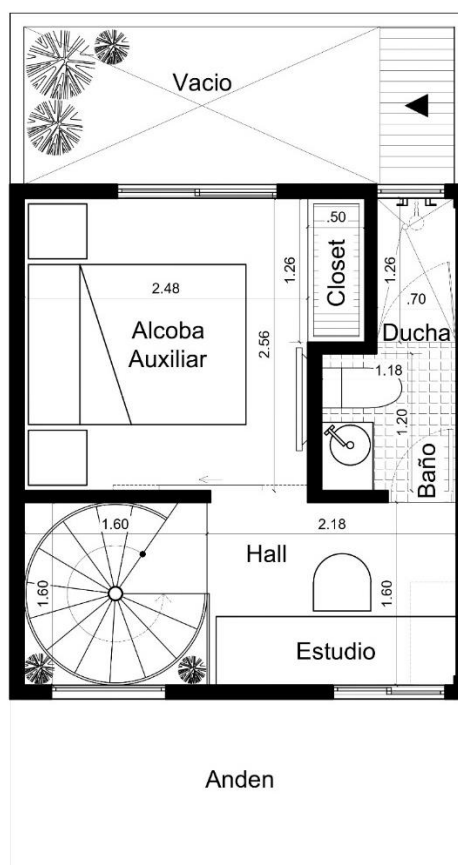 Vacio
.50
Closet
1.26
2.48
Alcoba
Auxiliar
2.56
1.26
.70
Ducha
1.18
1.20
Baño
1.60
2.18
Hall
1.60
1.60
Estudio
Anden